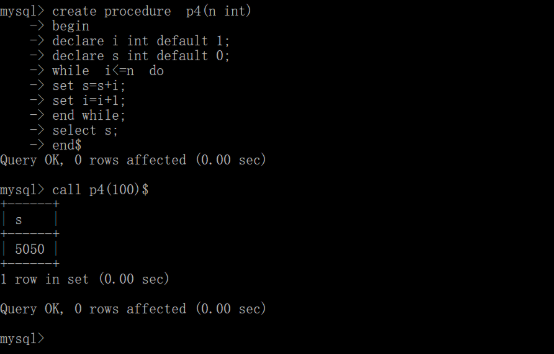 mysql> create procedure  p4(n int)
    -> begin
    -> declare i int default 1;
    -> declare s int default 0;
    -> while  i<=n  do
    -> set s=s+i;
    -> set i=i+1;
    -> end while;
    -> select s;
    -> end$
Query OK, 0 rows affected (0.00 sec)

mysql> call p4(100)$
+------+
| s    |
+------+
| 5050 |
+------+
1 row in set (0.00 sec)

Query OK, 0 rows affected (0.00 sec)

mysql>